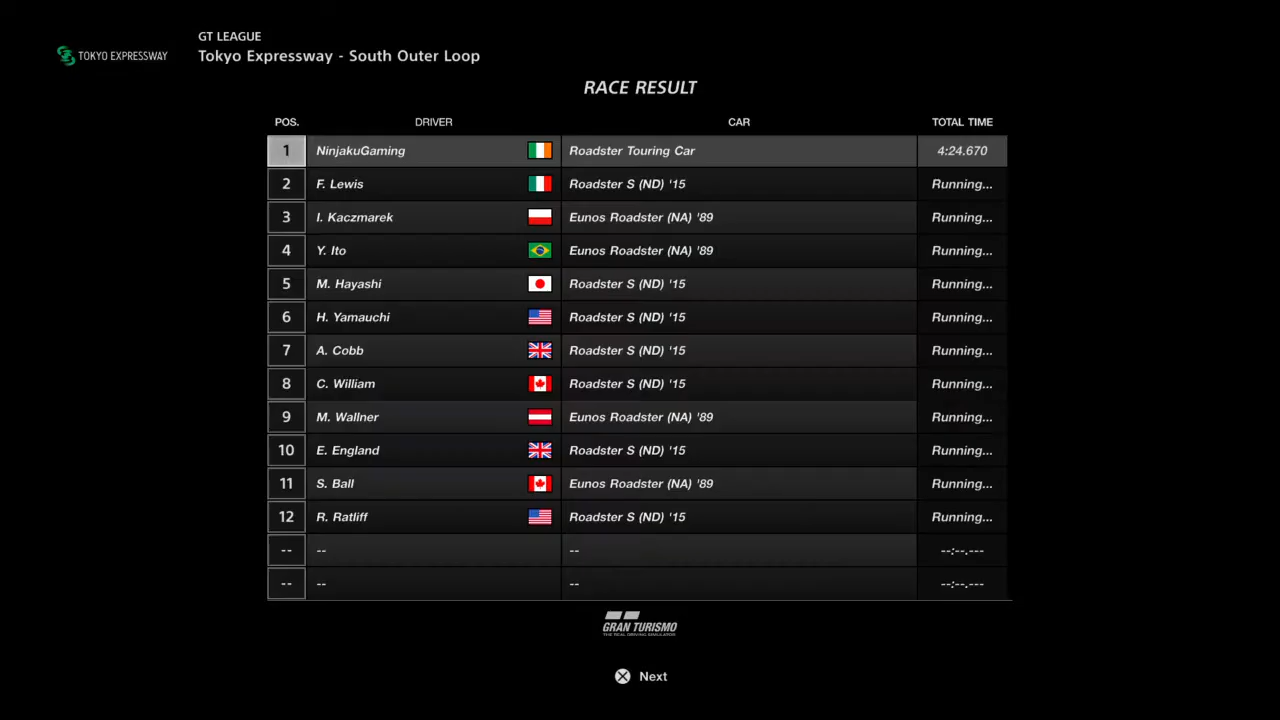 GT LEAGUE
TOKYO EXPRESSWAY
Tokyo Expressway - South Outer Loop
RACE RESULT
POS. DRIVER CAR TOTAL TIME
1 NinjakuGaming Roadster Touring Car 4:24.670
2 F. Lewis Roadster S (ND) '15 Running...
3 I. Kaczmarek Eunos Roadster (NA) '89 Running...
4 Y. Ito Eunos Roadster (NA) '89 Running...
5 M. Hayashi Roadster S (ND) '15 Running...
6 H. Yamauchi Roadster S (ND) '15 Running...
7 A. Cobb Roadster S (ND) '15 Running...
8 C. William Roadster S (ND) '15 Running...
9 M. Wallner Eunos Roadster (NA) '89 Running...
10 E. England Roadster S (ND) '15 Running...
11 S. Ball Eunos Roadster (NA) '89 Running...
12 R. Ratliff Roadster S (ND) '15 Running...
-- -- -- --:--.---
-- -- -- --:--.---
GRAN TURISMO
THE REAL DRIVING SIMULATOR
Next